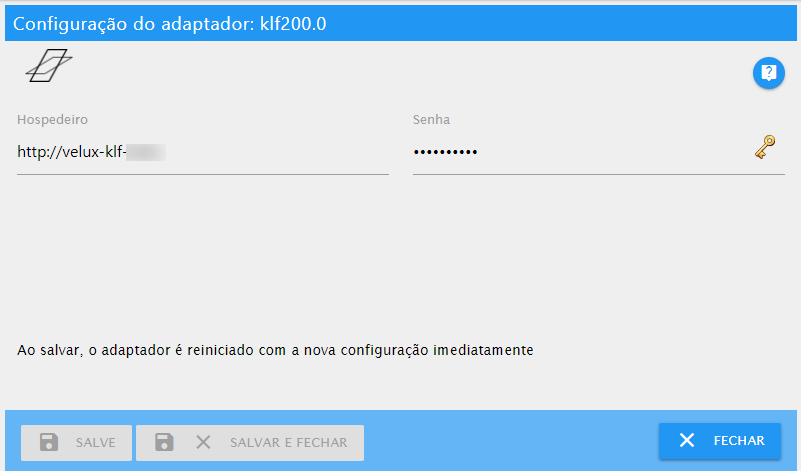 Configuração do adaptador: klf200.0
Hospedeiro
Senha
http://velux-klf-
••••••••••
Ao salvar, o adaptador é reiniciado com a nova configuração imediatamente
SALVE
SALVAR E FECHAR
FECHAR